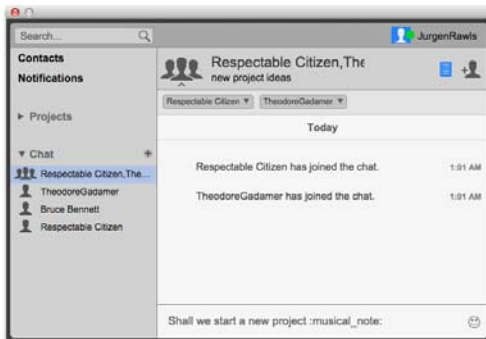 Search...
JurgenRawls
Contacts
Notifications
Projects
Chat +
Respectable Citizen,The...
TheodoreGadamer
Bruce Bennett
Respectable Citizen
Respectable Citizen,The
new project ideas
Respectable Citizen
TheodoreGadamer
Today
Respectable Citizen has joined the chat. 1:01 AM
TheodoreGadamer has joined the chat. 1:01 AM
Shall we start a new project :musical_note: